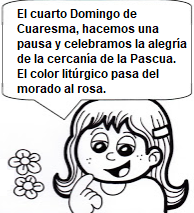 El cuarto Domingo de
Cuaresma, hacemos una
pausa y celebramos la alegría
de la cercanía de la Pascua.
El color litúrgico pasa del
morado al rosa.